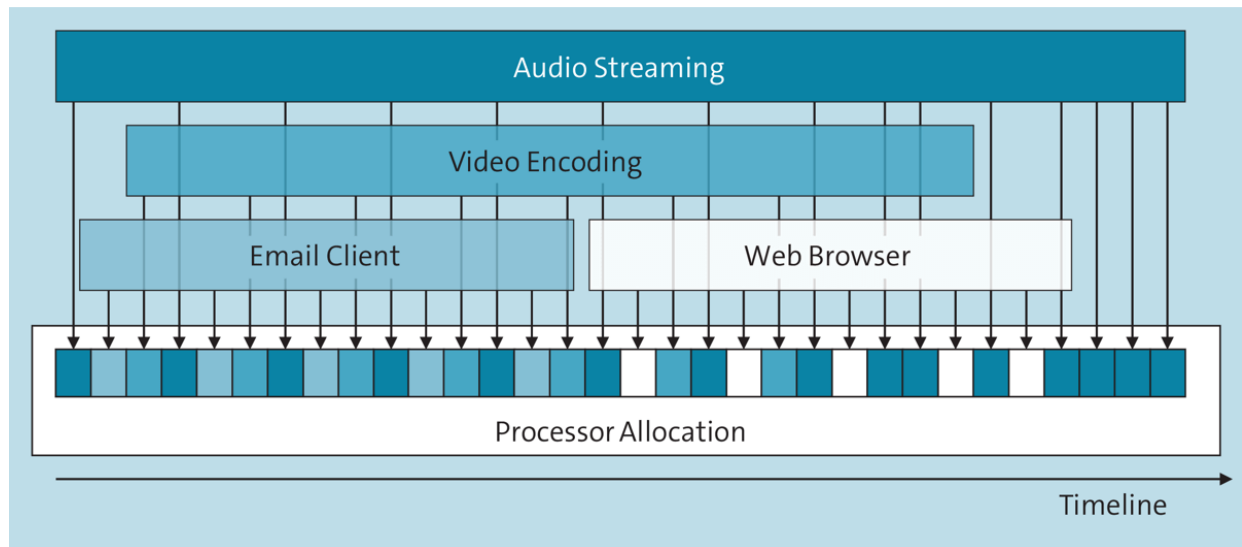 Audio Streaming
Video Encoding
Email Client
Web Browser
Processor Allocation
Timeline